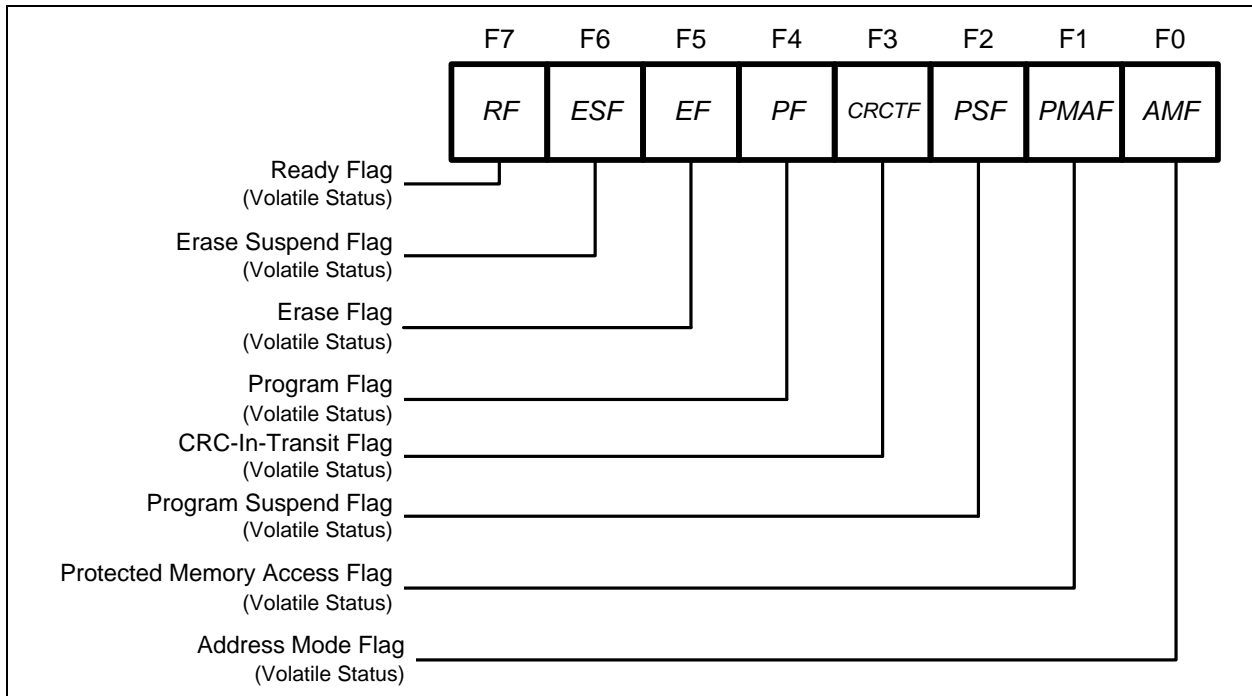 F7 F6 F5 F4 F3 F2 F1 F0
RF ESF EF PF CRCTF PSF PMAF AMF
Ready Flag
(Volatile Status)
Erase Suspend Flag
(Volatile Status)
Erase Flag
(Volatile Status)
Program Flag
(Volatile Status)
CRC-In-Transit Flag
(Volatile Status)
Program Suspend Flag
(Volatile Status)
Protected Memory Access Flag
(Volatile Status)
Address Mode Flag
(Volatile Status)